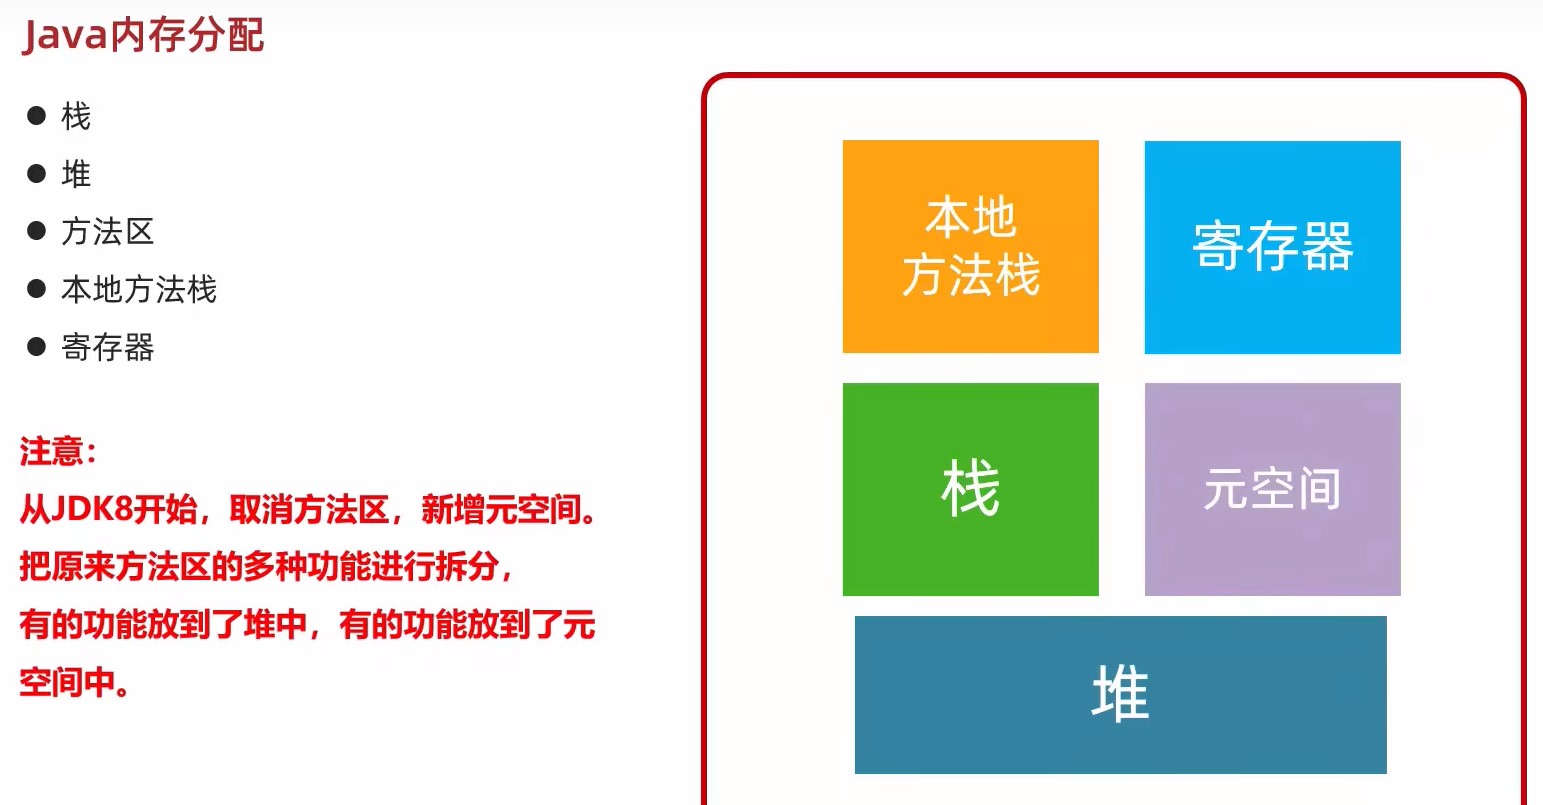 Java内存分配
栈
堆
方法区
本地方法栈
寄存器
注意：
从JDK8开始，取消方法区，新增元空间。
把原来方法区的多种功能进行拆分，
有的功能放到了堆中，有的功能放到了元
空间中。
本地
方法栈
寄存器
栈
元空间
堆